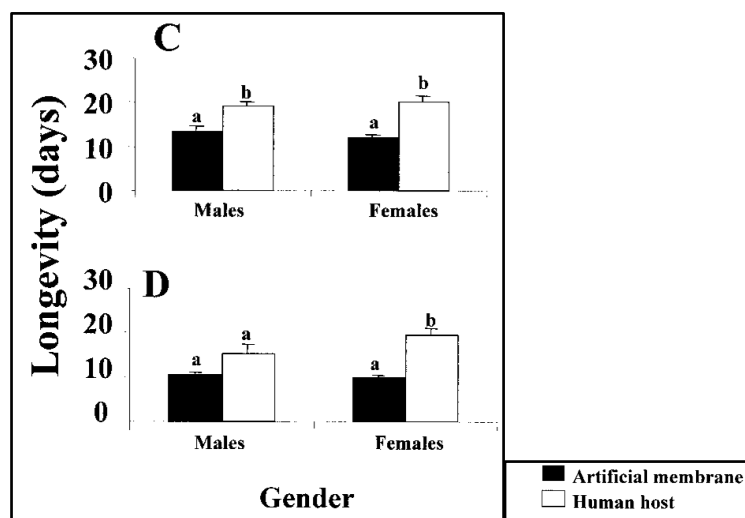 C
30
20
10
0
a
b
a
b
Males
Females
Longevity (days)
D
30
20
10
0
a
a
a
b
Males
Females
Gender
Artificial membrane
Human host